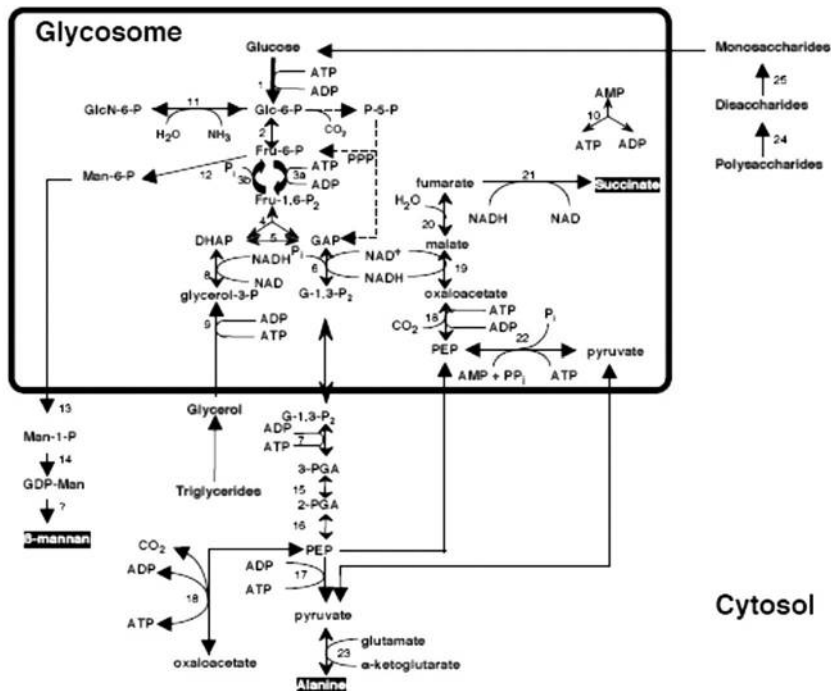 Glycosome
Glucose
Monosaccharides
1
ATP
ADP
25
AMP
Disaccharides
GlcN-6-P
11
Glc-6-P
P-5-P
10
H₂O
NH₃
CO₂
ATP
ADP
24
2
Polysaccharides
Fru-6-P
PPP
Man-6-P
12
Pᵢ
3b
3a
ATP
ADP
fumarate
21
Succinate
Fru-1,6-P₂
H₂O
NADH
NAD
4
20
DHAP
5
GAP
malate
NADH
Pᵢ
NAD⁺
8
6
19
NAD
NADH
glycerol-3-P
G-1,3-P₂
oxaloacetate
9
ADP
ATP
CO₂
18
ATP
ADP
Pᵢ
PEP
22
pyruvate
AMP + PPᵢ
ATP
13
Glycerol
G-1,3-P₂
Man-1-P
ADP
7
ATP
14
GDP-Man
3-PGA
Triglycerides
15
?
2-PGA
16
ß-mannan
CO₂
PEP
ADP
ADP
17
18
ATP
ATP
pyruvate
Cytosol
glutamate
oxaloacetate
23
α-ketoglutarate
Alanine